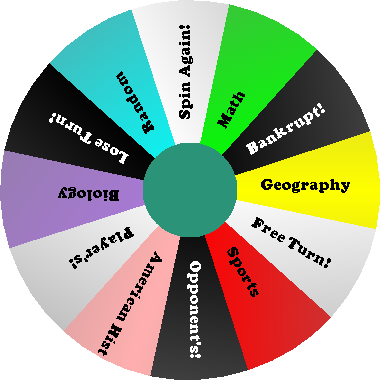 Spin Again!
Math
Bankrupt!
Geography
Free Turn!
Sports
Opponent's!
American Hist
Player's!
Biology
Lose Turn!
Random